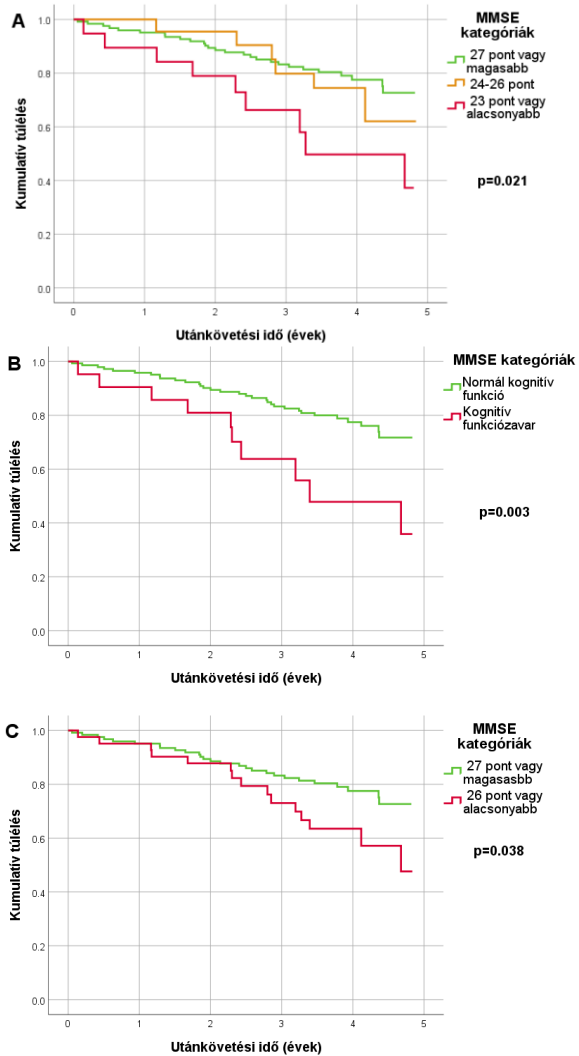 A
MMSE
kategóriák
27 pont vagy
magasabb
24-26 pont
23 pont vagy
alacsonyabb
p=0.021
Kumulatív túlélés
1.0
0.8
0.6
0.4
0.2
0.0
0 1 2 3 4 5
Utánkövetési idő (évek)
B
MMSE kategóriák
Normál kognitív
funkció
Kognitív
funkciózavar
p=0.003
Kumulatív túlélés
1.0
0.8
0.6
0.4
0.2
0.0
0 1 2 3 4 5
Utánkövetési idő (évek)
C
MMSE
kategóriák
27 pont vagy
magasasbb
26 pont vagy
alacsonyabb
p=0.038
Kumulatív túlélés
1.0
0.8
0.6
0.4
0.2
0.0
0 1 2 3 4 5
Utánkövetési idő (évek)